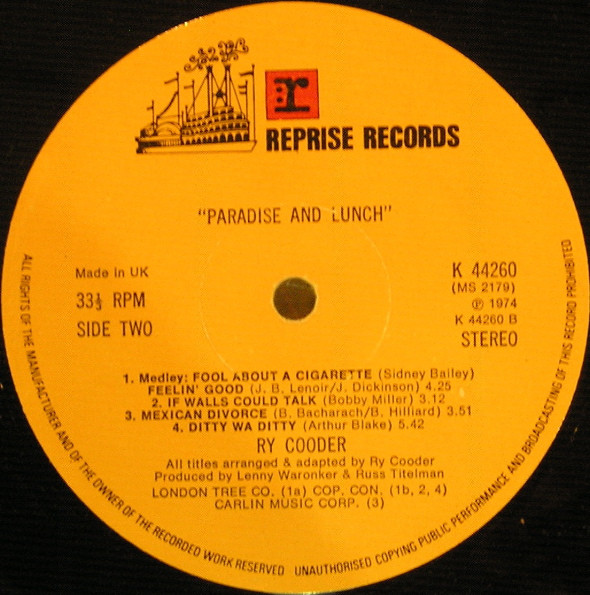 r:
REPRISE RECORDS
"PARADISE AND LUNCH"
Made in UK
33⅓ RPM
SIDE TWO
K 44260
(MS 2179)
℗ 1974
K 44260 B
STEREO
1. Medley: FOOL ABOUT A CIGARETTE (Sidney Bailey)
FEELIN' GOOD (J. B. Lenoir/J. Dickinson) 4.25
2. IF WALLS COULD TALK (Bobby Miller) 3.12
3. MEXICAN DIVORCE (B. Bacharach/B. Hilliard) 3.51
4. DITTY WA DITTY (Arthur Blake) 5.42
RY COODER
All titles arranged & adapted by Ry Cooder
Produced by Lenny Waronker & Russ Titelman
LONDON TREE CO. (1a) COP. CON. (1b, 2, 4)
CARLIN MUSIC CORP. (3)
ALL RIGHTS OF THE MANUFACTURER AND OF THE OWNER OF THE RECORDED WORK RESERVED UNAUTHORISED COPYING PUBLIC PERFORMANCE AND BROADCASTING OF THIS RECORD PROHIBITED